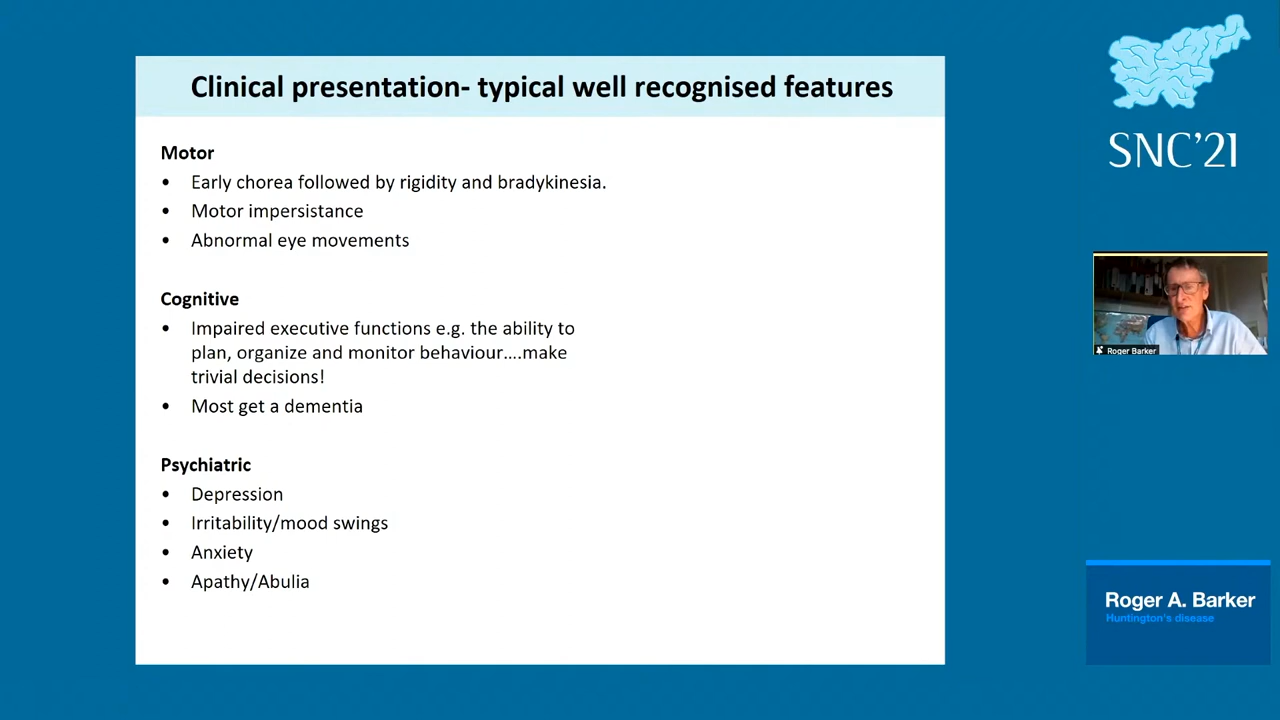 Clinical presentation- typical well recognised features
Motor
• Early chorea followed by rigidity and bradykinesia.
• Motor impersistance
• Abnormal eye movements
Cognitive
• Impaired executive functions e.g. the ability to
plan, organize and monitor behaviour….make
trivial decisions!
• Most get a dementia
Psychiatric
• Depression
• Irritability/mood swings
• Anxiety
• Apathy/Abulia
SNC'21
Roger Barker
Roger A. Barker
Huntington's disease